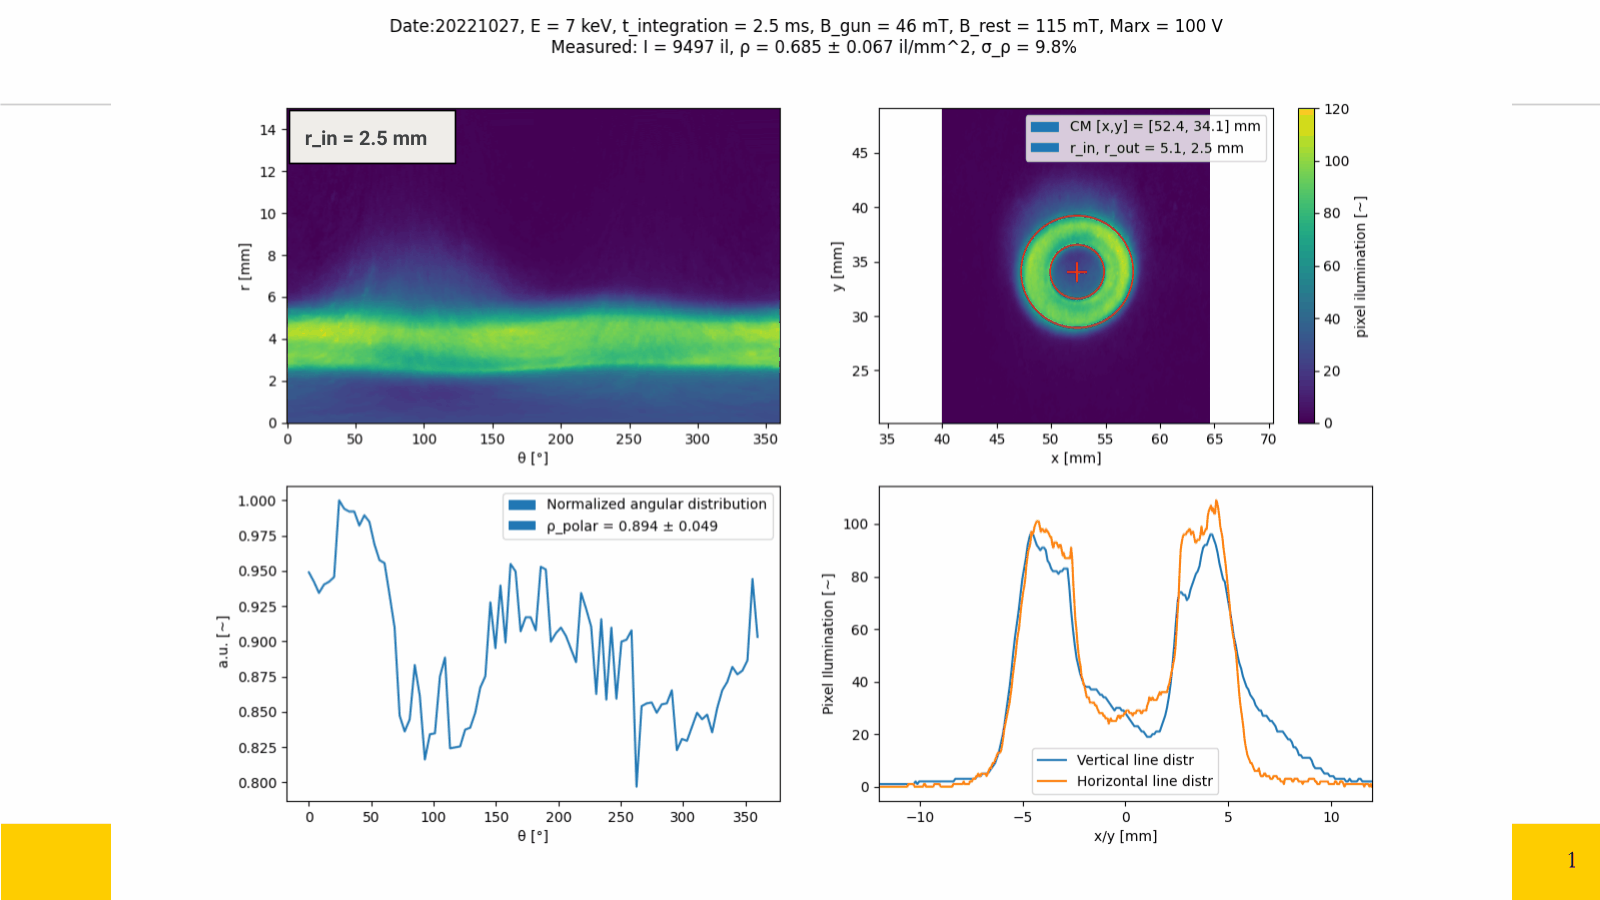 Date:20221027, E = 7 keV, t_integration = 2.5 ms, B_gun = 46 mT, B_rest = 115 mT, Marx = 100 V
Measured: I = 9497 il, ρ = 0.685 ± 0.067 il/mm^2, σ_ρ = 9.8%
r_in = 2.5 mm
14
12
10
8
6
4
2
0
r [mm]
0 50 100 150 200 250 300 350
θ [°]
CM [x,y] = [52.4, 34.1] mm
r_in, r_out = 5.1, 2.5 mm
45
40
35
30
25
y [mm]
35 40 45 50 55 60 65 70
x [mm]
120
100
80
60
40
20
0
pixel ilumination [~]
Normalized angular distribution
ρ_polar = 0.894 ± 0.049
1.000
0.975
0.950
0.925
0.900
0.875
0.850
0.825
0.800
a.u. [~]
0 50 100 150 200 250 300 350
θ [°]
100
80
60
40
20
0
Pixel Ilumination [~]
Vertical line distr
Horizontal line distr
−10 −5 0 5 10
x/y [mm]
1